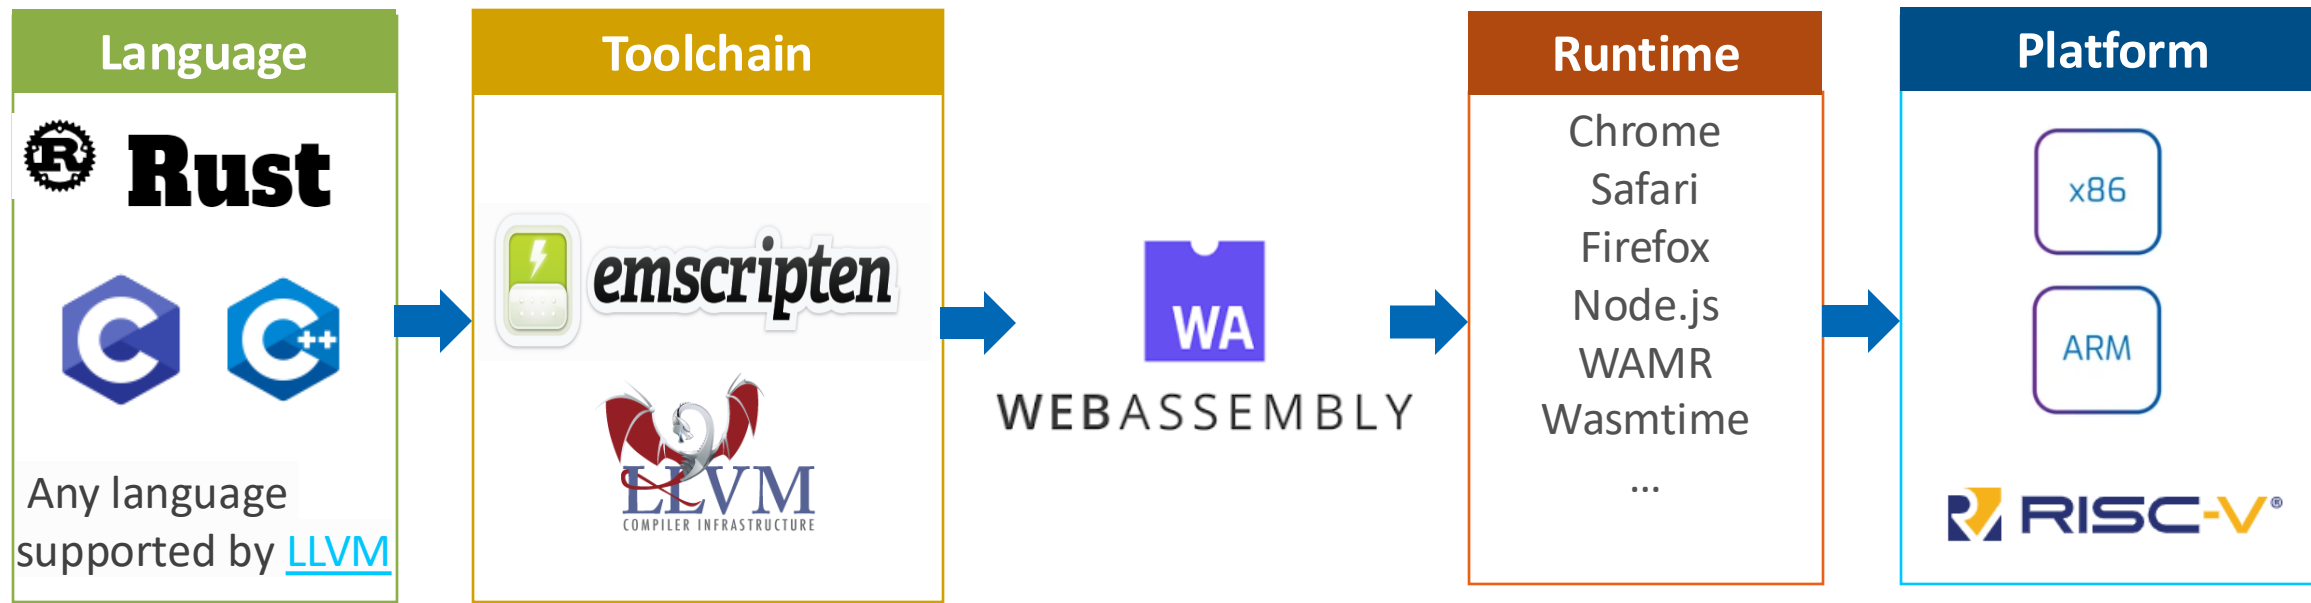 Language
R Rust
C C++
Any language
supported by LLVM
Toolchain
emscripten
LLVM
COMPILER INFRASTRUCTURE
WA
WEBASSEMBLY
Runtime
Chrome
Safari
Firefox
Node.js
WAMR
Wasmtime
...
Platform
x86
ARM
RISC-V®